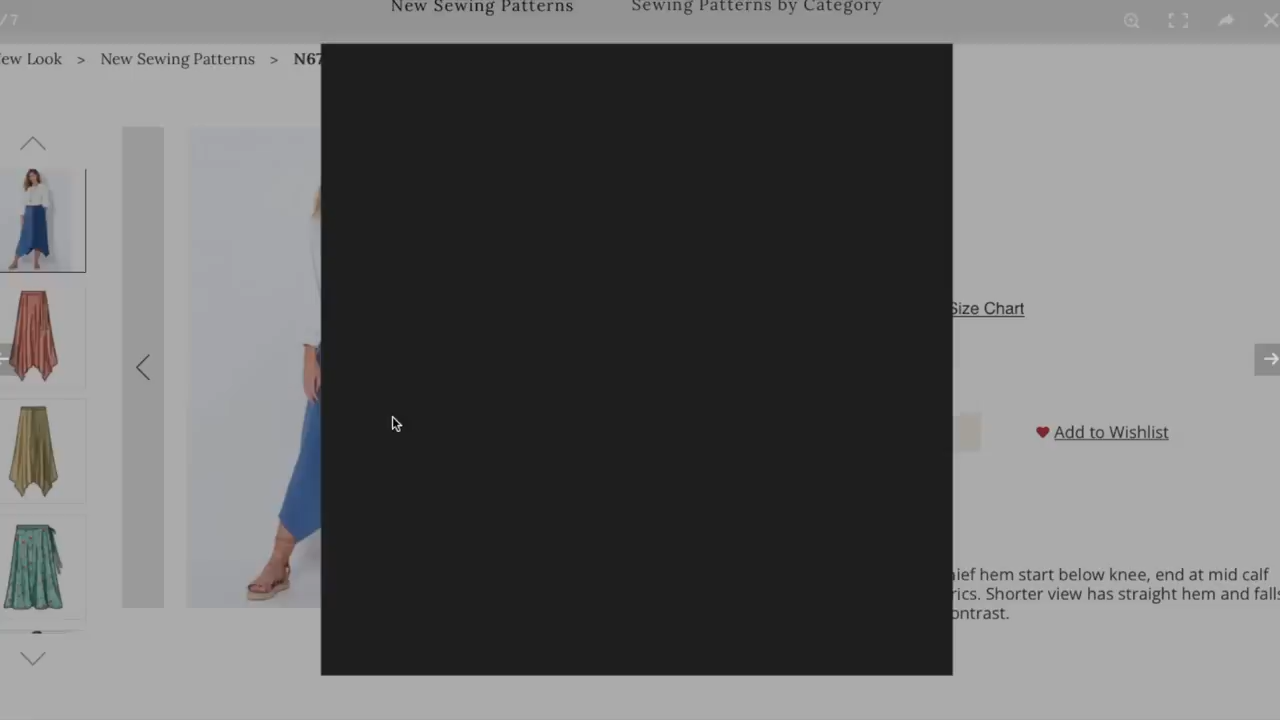 New Sewing Patterns
Sewing Patterns by Category
/ 7
ew Look > New Sewing Patterns > N67
Size Chart
Add to Wishlist
hief hem start below knee, end at mid calf
rics. Shorter view has straight hem and falls
ontrast.